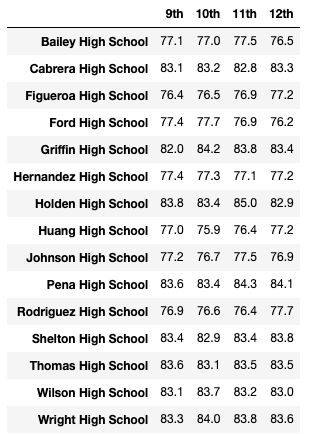 9th 10th 11th 12th
Bailey High School 77.1 77.0 77.5 76.5
Cabrera High School 83.1 83.2 82.8 83.3
Figueroa High School 76.4 76.5 76.9 77.2
Ford High School 77.4 77.7 76.9 76.2
Griffin High School 82.0 84.2 83.8 83.4
Hernandez High School 77.4 77.3 77.1 77.2
Holden High School 83.8 83.4 85.0 82.9
Huang High School 77.0 75.9 76.4 77.2
Johnson High School 77.2 76.7 77.5 76.9
Pena High School 83.6 83.4 84.3 84.1
Rodriguez High School 76.9 76.6 76.4 77.7
Shelton High School 83.4 82.9 83.4 83.8
Thomas High School 83.6 83.1 83.5 83.5
Wilson High School 83.1 83.7 83.2 83.0
Wright High School 83.3 84.0 83.8 83.6